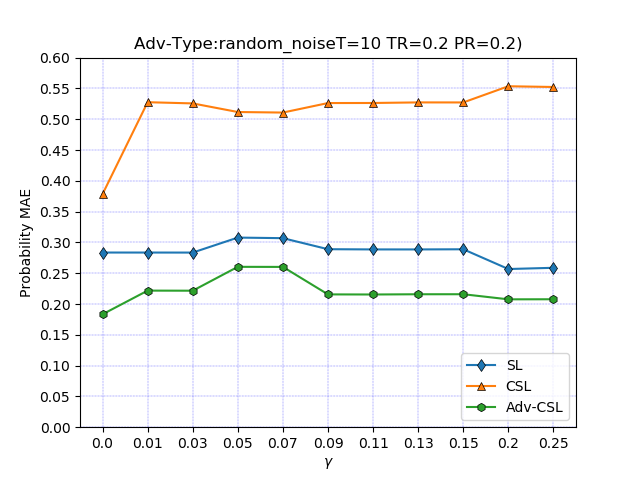 Adv-Type:random_noiseT=10 TR=0.2 PR=0.2)
Probability MAE
0.60
0.55
0.50
0.45
0.40
0.35
0.30
0.25
0.20
0.15
0.10
0.05
0.00
SL
CSL
Adv-CSL
0.0 0.01 0.03 0.05 0.07 0.09 0.11 0.13 0.15 0.2 0.25
γ